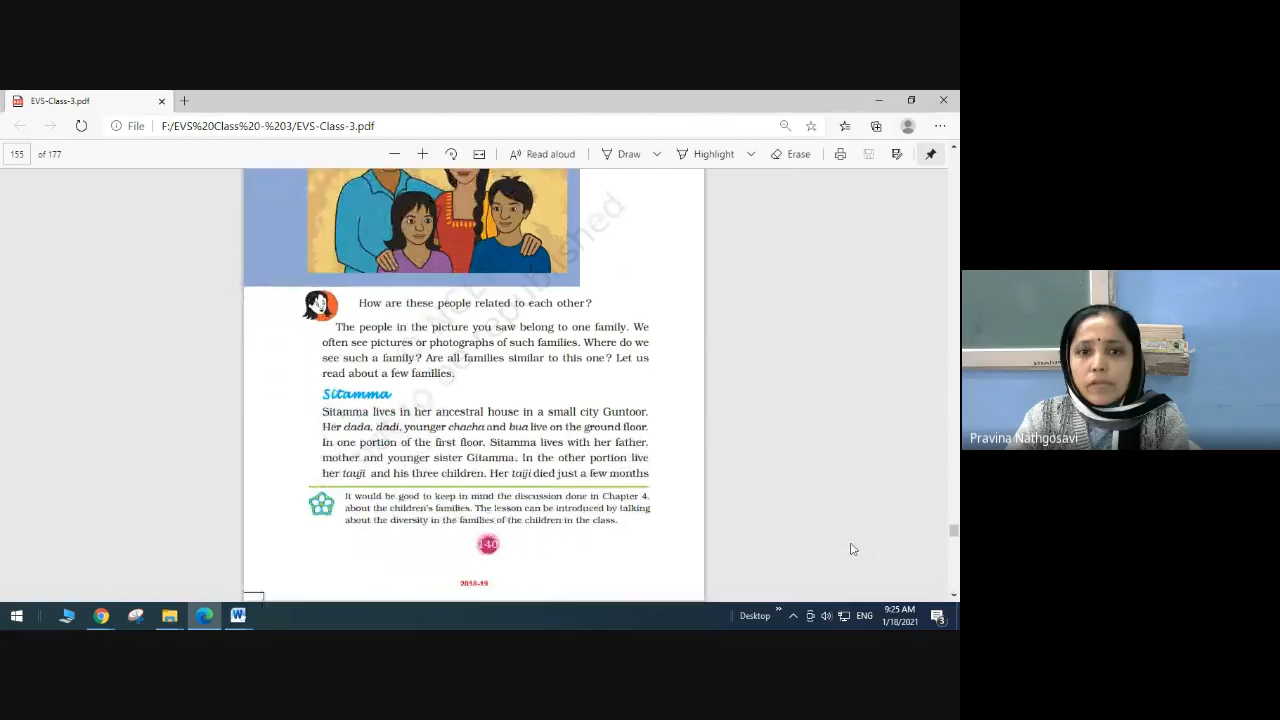 EVS-Class-3.pdf
File F:/EVS%20Class%20-%203/EVS-Class-3.pdf
155 of 177
Read aloud
Draw
Highlight
Erase
How are these people related to each other?
The people in the picture you saw belong to one family. We
often see pictures or photographs of such families. Where do we
see such a family? Are all families similar to this one? Let us
read about a few families.
Sitamma
Sitamma lives in her ancestral house in a small city Guntoor.
Her dada, dadi, younger chacha and bua live on the ground floor.
In one portion of the first floor, Sitamma lives with her father,
mother and younger sister Gitamma. In the other portion live
her tauji and his three children. Her taiji died just a few months
It would be good to keep in mind the discussion done in Chapter 4,
about the children's families. The lesson can be introduced by talking
about the diversity in the families of the children in the class.
140
2018-19
Pravina Nathgosavi
Desktop
ENG
9:25 AM
1/18/2021
3